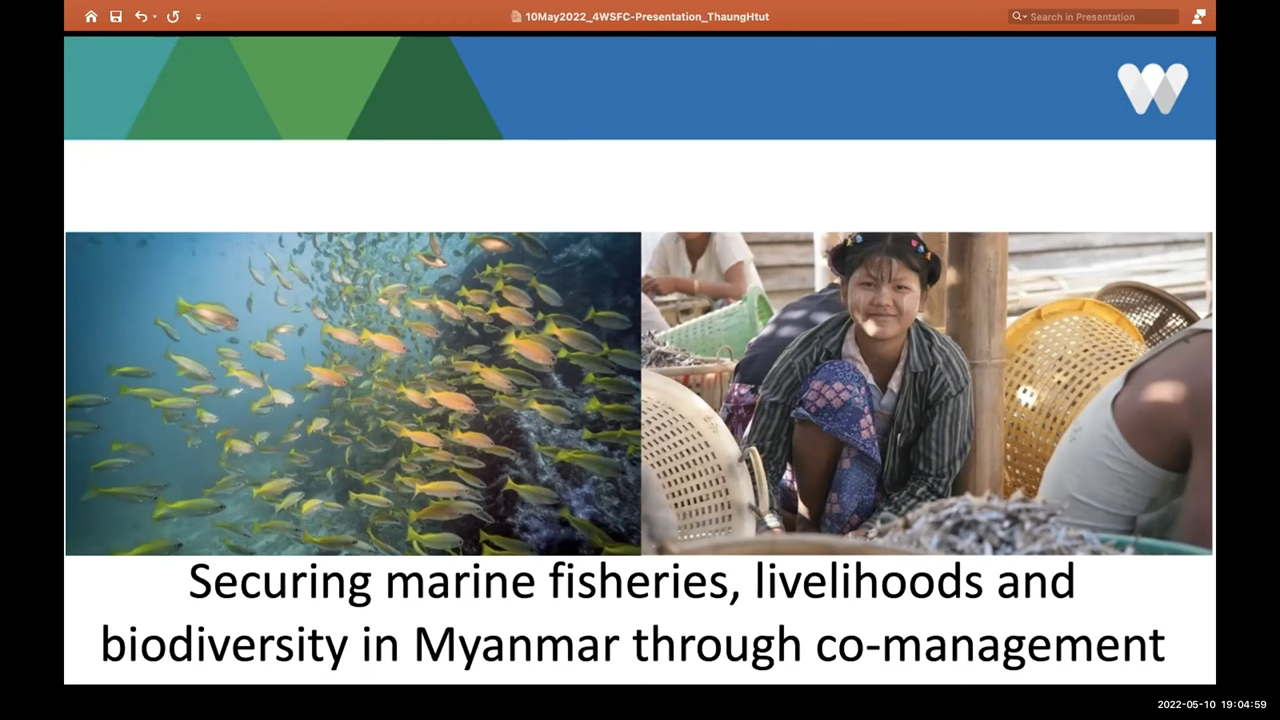 10May2022_4WSFC-Presentation_ThaungHtut
Search in Presentation
Securing marine fisheries, livelihoods and
biodiversity in Myanmar through co-management
2022-05-10 19:04:59